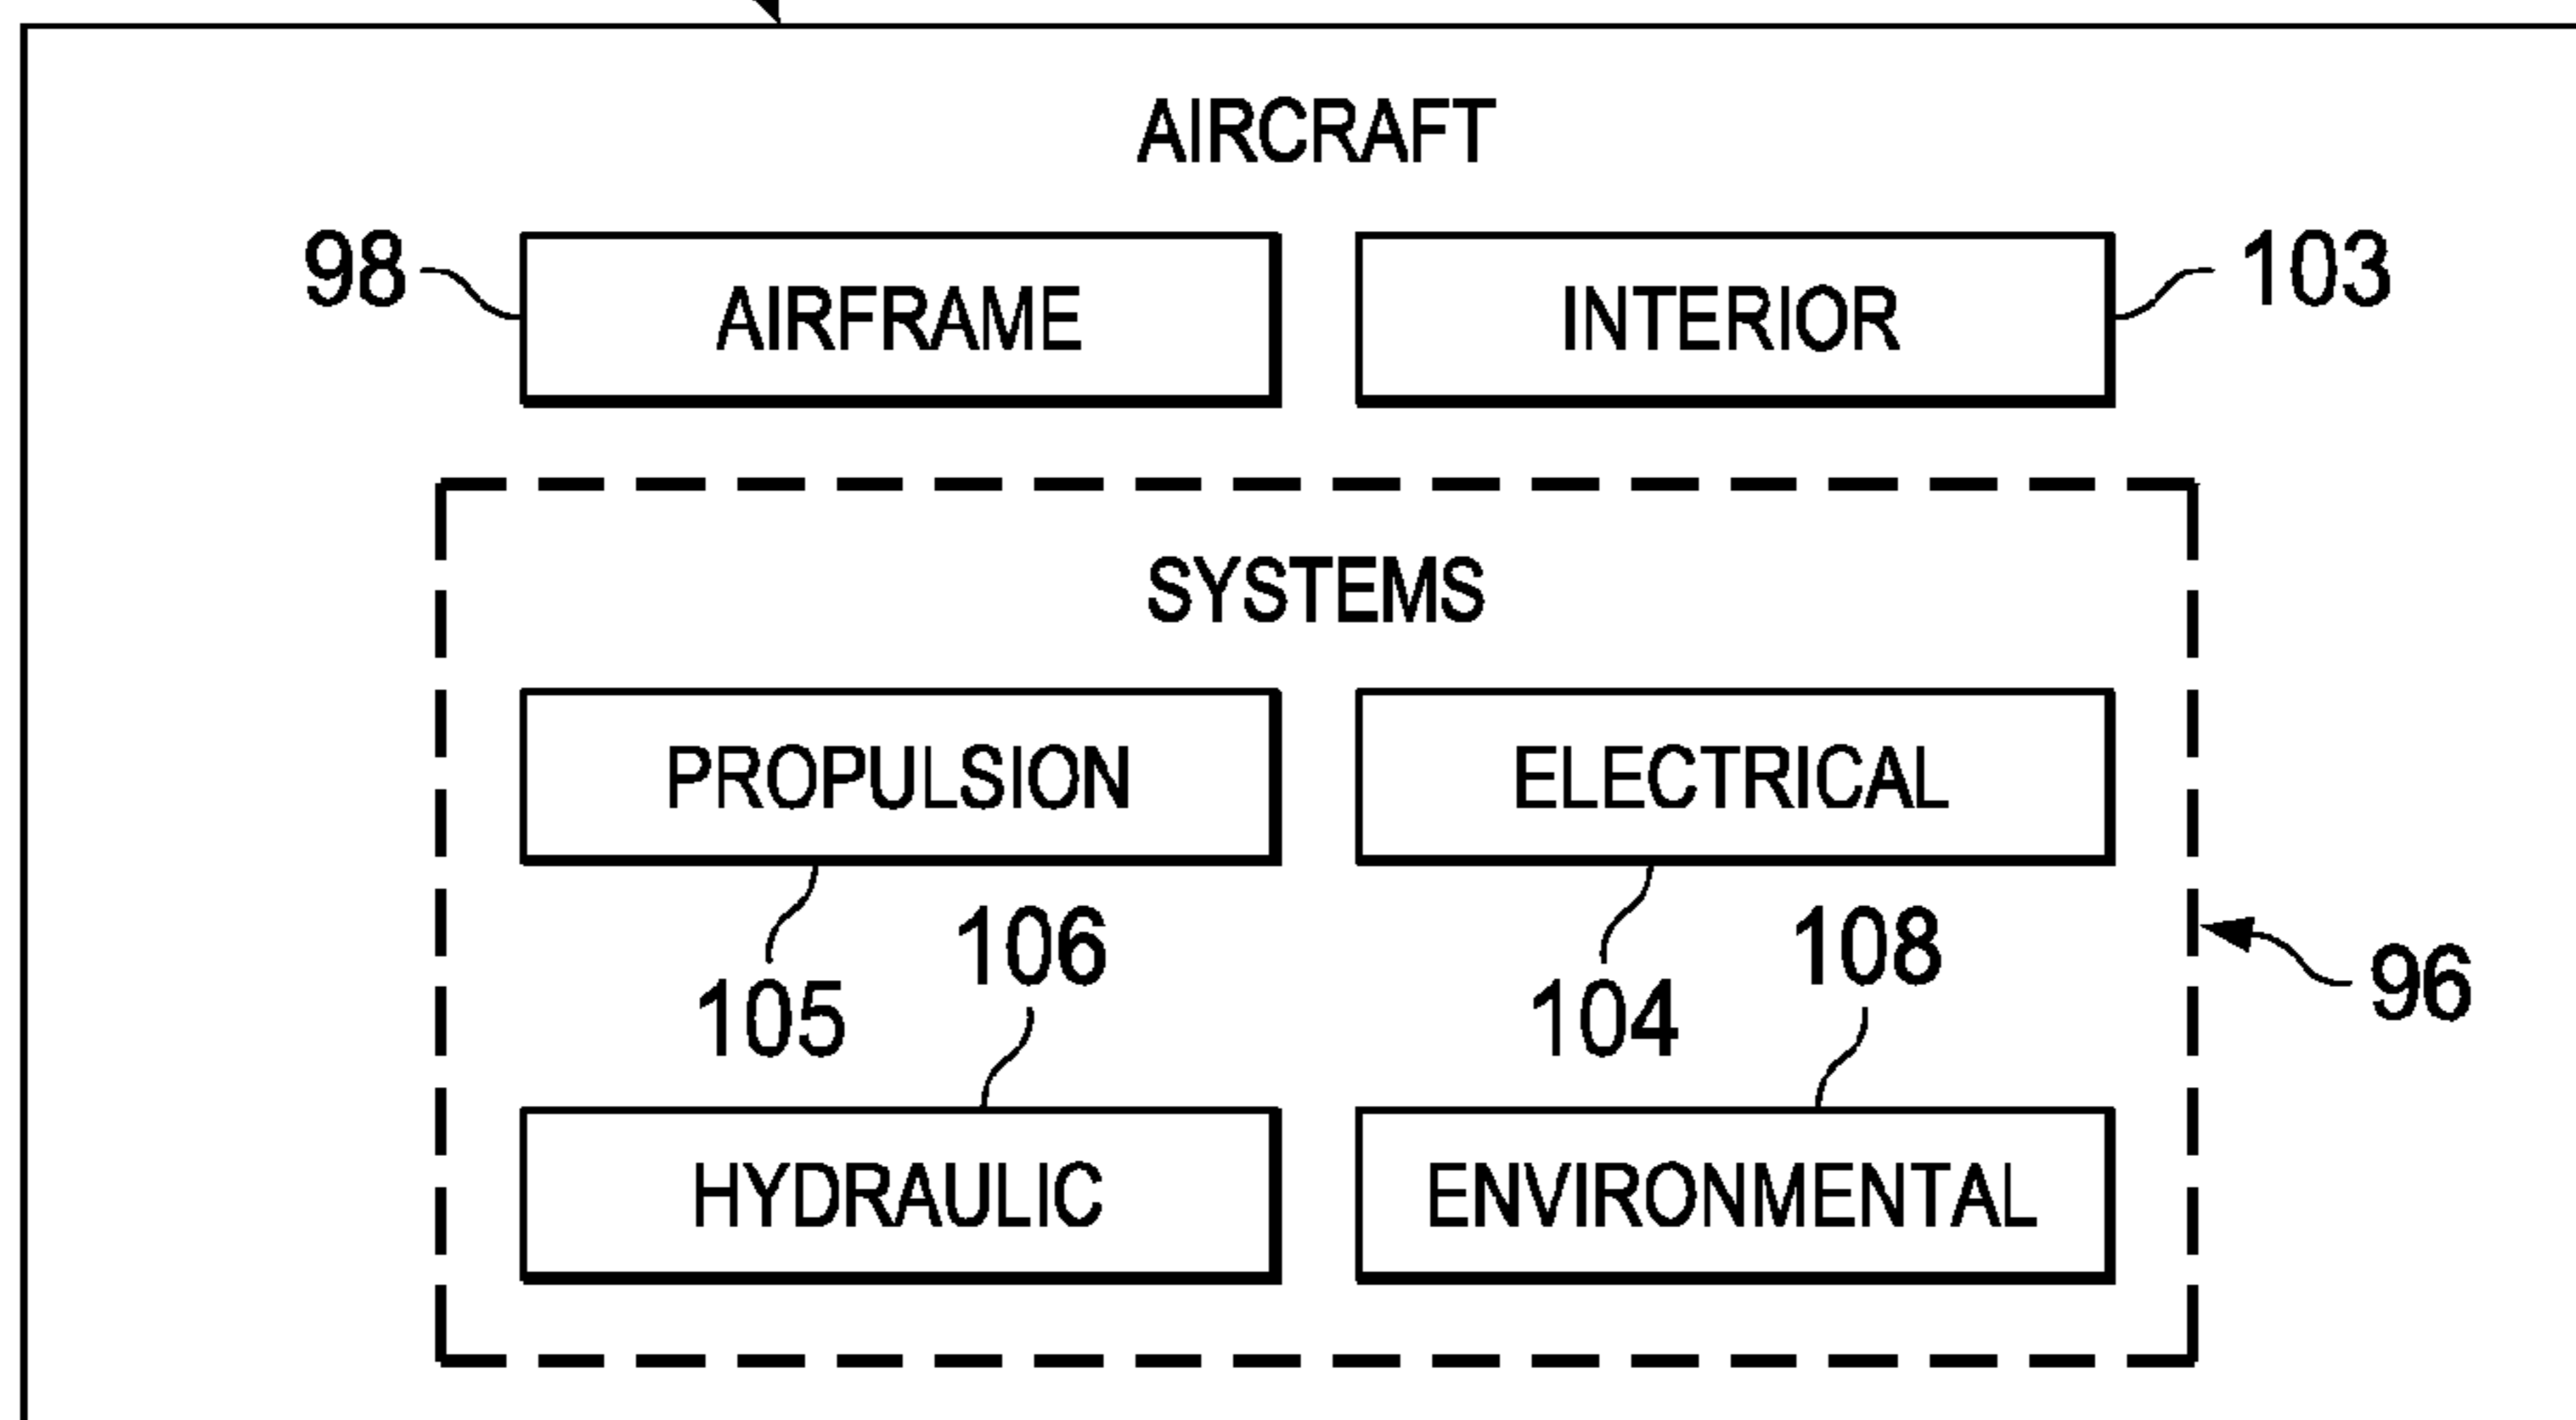 AIRCRAFT
98 AIRFRAME INTERIOR 103
SYSTEMS
PROPULSION ELECTRICAL
106 108
105 104 96
HYDRAULIC ENVIRONMENTAL